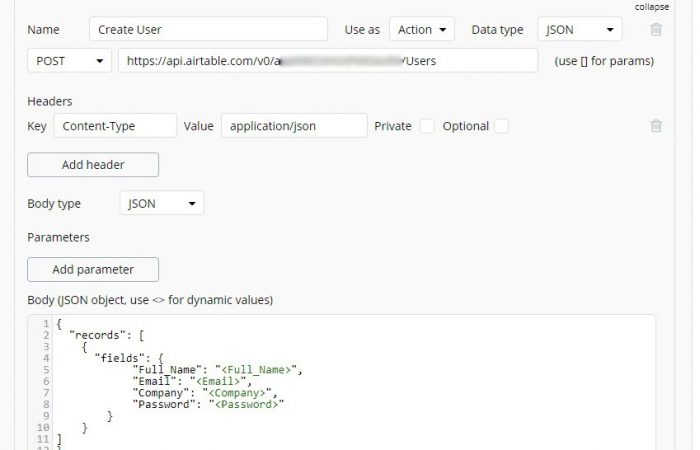 collapse
Name Create User Use as Action Data type JSON
POST https://api.airtable.com/v0/a /Users (use [] for params)
Headers
Key Content-Type Value application/json Private Optional
Add header
Body type JSON
Parameters
Add parameter
Body (JSON object, use <> for dynamic values)
1 {
2 "records": [
3 {
4 "fields": {
5 "Full_Name": "<Full_Name>",
6 "Email": "<Email>",
7 "Company": "<Company>",
8 "Password": "<Password>"
9 }
10 }
11 ]